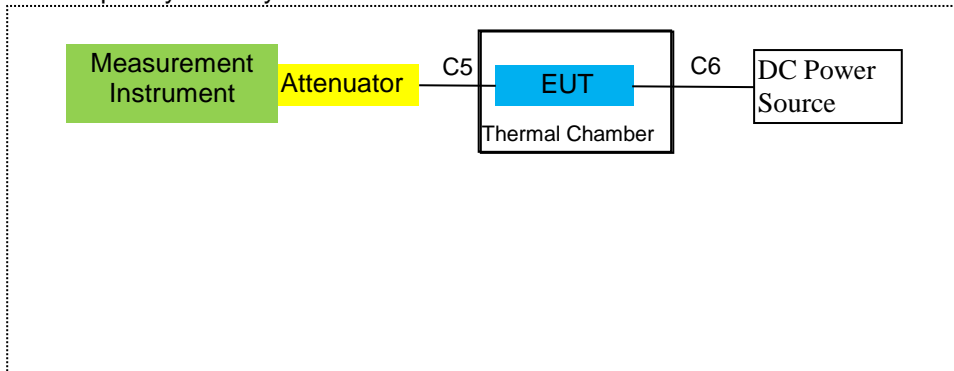 Measurement
Instrument
Attenuator
C5
EUT
Thermal Chamber
C6
DC Power
Source